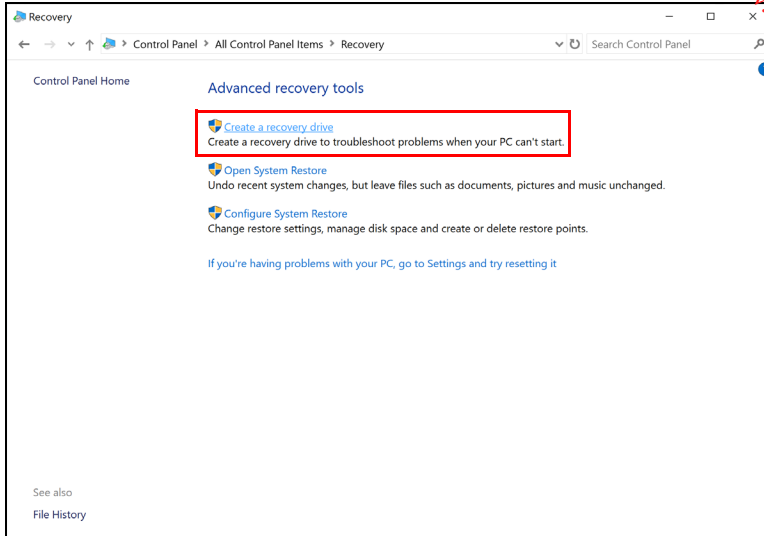 Recovery
Control Panel > All Control Panel Items > Recovery
Search Control Panel
Control Panel Home
Advanced recovery tools
Create a recovery drive
Create a recovery drive to troubleshoot problems when your PC can't start.
Open System Restore
Undo recent system changes, but leave files such as documents, pictures and music unchanged.
Configure System Restore
Change restore settings, manage disk space and create or delete restore points.
If you're having problems with your PC, go to Settings and try resetting it
See also
File History